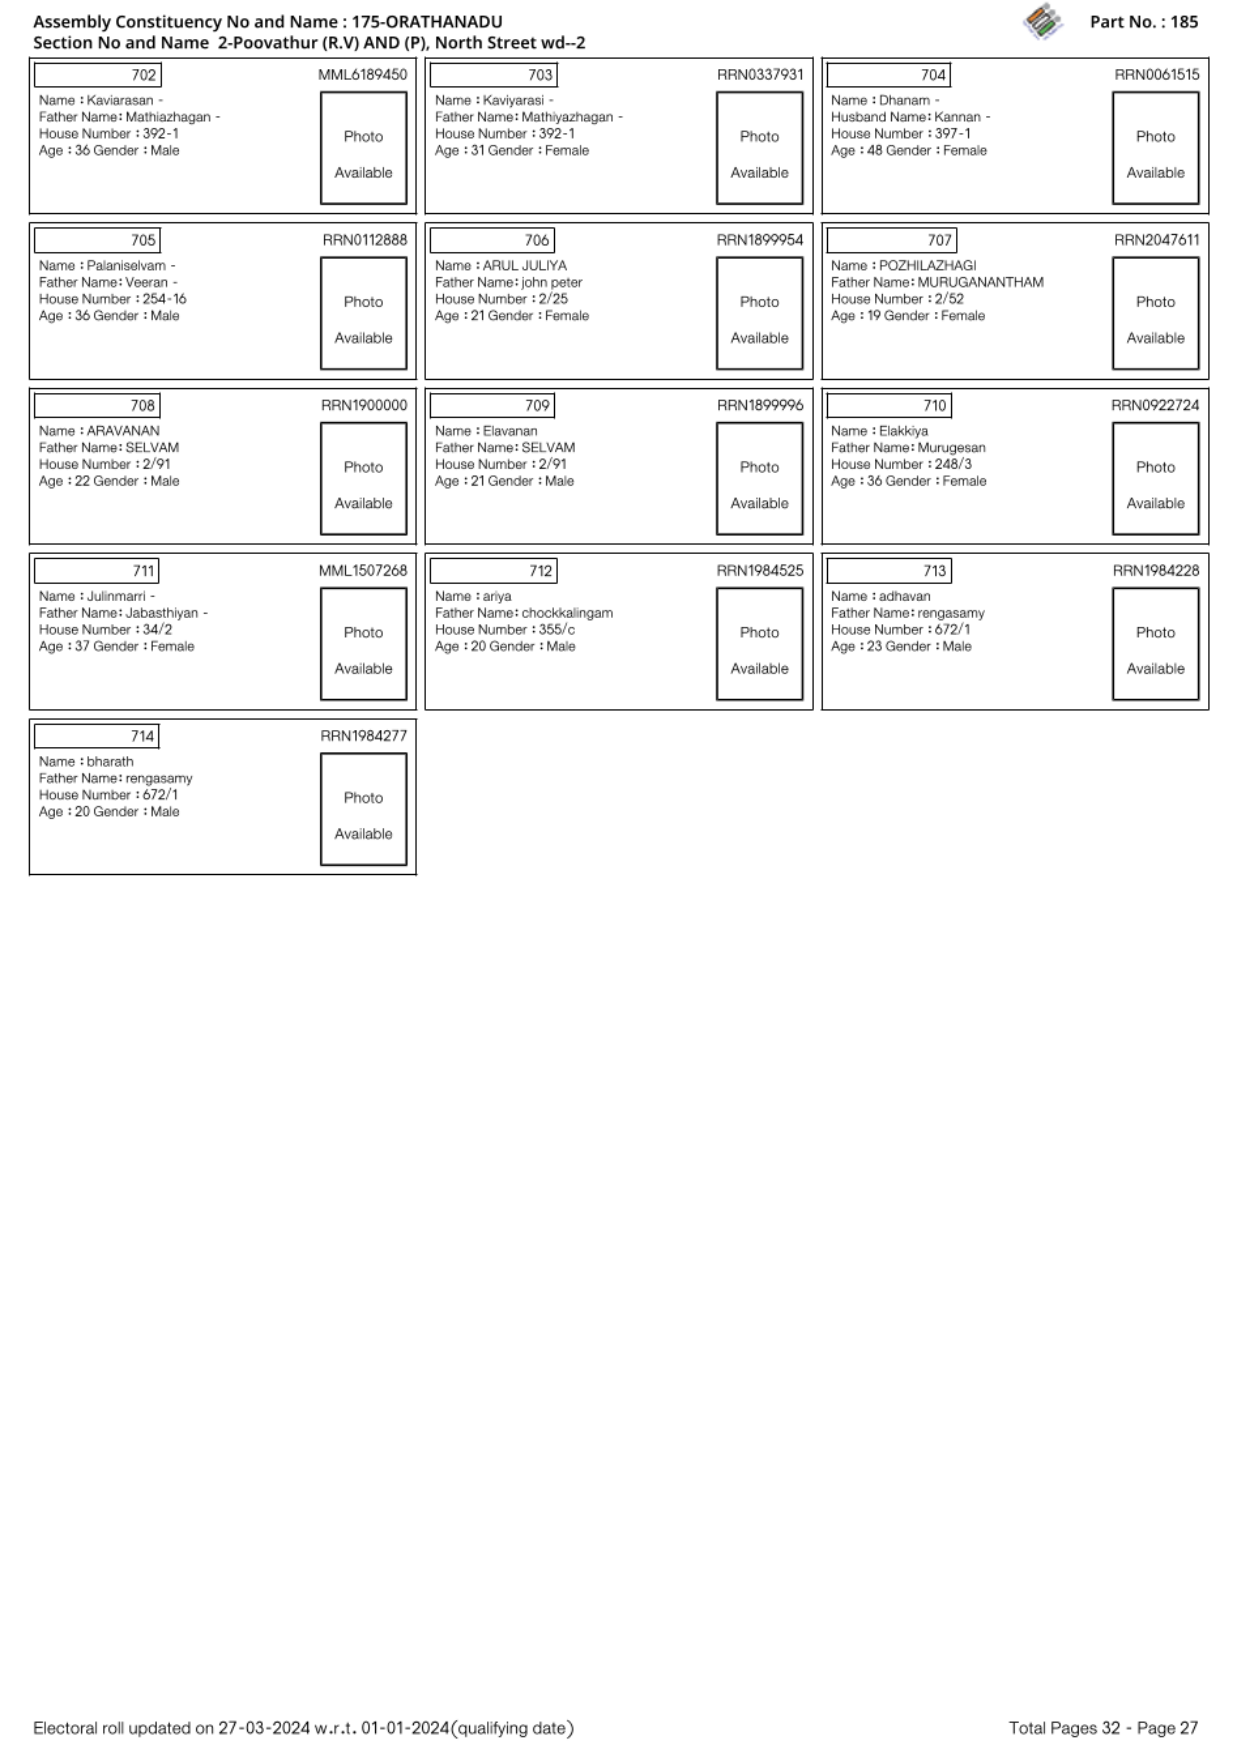 Assembly Constituency No and Name : 175-ORATHANADU
Part No. : 185
Section No and Name 2-Poovathur (R.V) AND (P), North Street wd--2
702 MML6189450
Name : Kaviarasan -
Father Name: Mathiazhagan -
House Number : 392-1
Age : 36 Gender : Male
Photo
Available
703 RRN0337931
Name : Kaviyarasi -
Father Name: Mathiyazhagan -
House Number : 392-1
Age : 31 Gender : Female
Photo
Available
704 RRN0061515
Name : Dhanam -
Husband Name: Kannan -
House Number : 397-1
Age : 48 Gender : Female
Photo
Available
705 RRN0112888
Name : Palaniselvam -
Father Name: Veeran -
House Number : 254-16
Age : 36 Gender : Male
Photo
Available
706 RRN1899954
Name : ARUL JULIYA
Father Name: john peter
House Number : 2/25
Age : 21 Gender : Female
Photo
Available
707 RRN2047611
Name : POZHILAZHAGI
Father Name: MURUGANANTHAM
House Number : 2/52
Age : 19 Gender : Female
Photo
Available
708 RRN1900000
Name : ARAVANAN
Father Name: SELVAM
House Number : 2/91
Age : 22 Gender : Male
Photo
Available
709 RRN1899996
Name : Elavanan
Father Name: SELVAM
House Number : 2/91
Age : 21 Gender : Male
Photo
Available
710 RRN0922724
Name : Elakkiya
Father Name: Murugesan
House Number : 248/3
Age : 36 Gender : Female
Photo
Available
711 MML1507268
Name : Julinmarri -
Father Name: Jabasthiyan -
House Number : 34/2
Age : 37 Gender : Female
Photo
Available
712 RRN1984525
Name : ariya
Father Name: chockkalingam
House Number : 355/c
Age : 20 Gender : Male
Photo
Available
713 RRN1984228
Name : adhavan
Father Name: rengasamy
House Number : 672/1
Age : 23 Gender : Male
Photo
Available
714 RRN1984277
Name : bharath
Father Name: rengasamy
House Number : 672/1
Age : 20 Gender : Male
Photo
Available
Electoral roll updated on 27-03-2024 w.r.t. 01-01-2024(qualifying date)
Total Pages 32 - Page 27